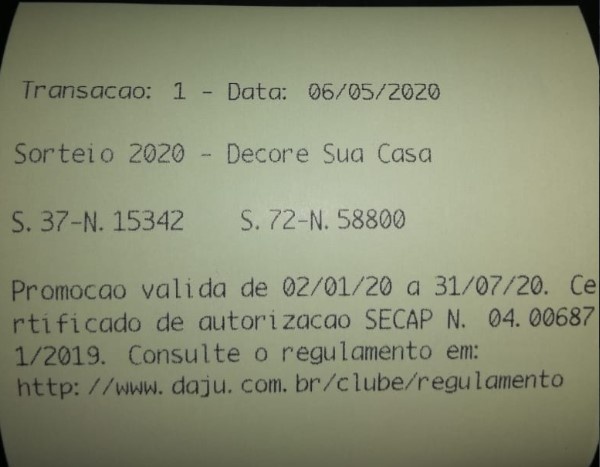 Transacao: 1 - Data: 06/05/2020
Sorteio 2020 - Decore Sua Casa
S. 37-N. 15342 S. 72-N. 58800
Promocao valida de 02/01/20 a 31/07/20. Ce
rtificado de autorizacao SECAP N. 04.00687
1/2019. Consulte o regulamento em:
http://www.daju.com.br/clube/regulamento